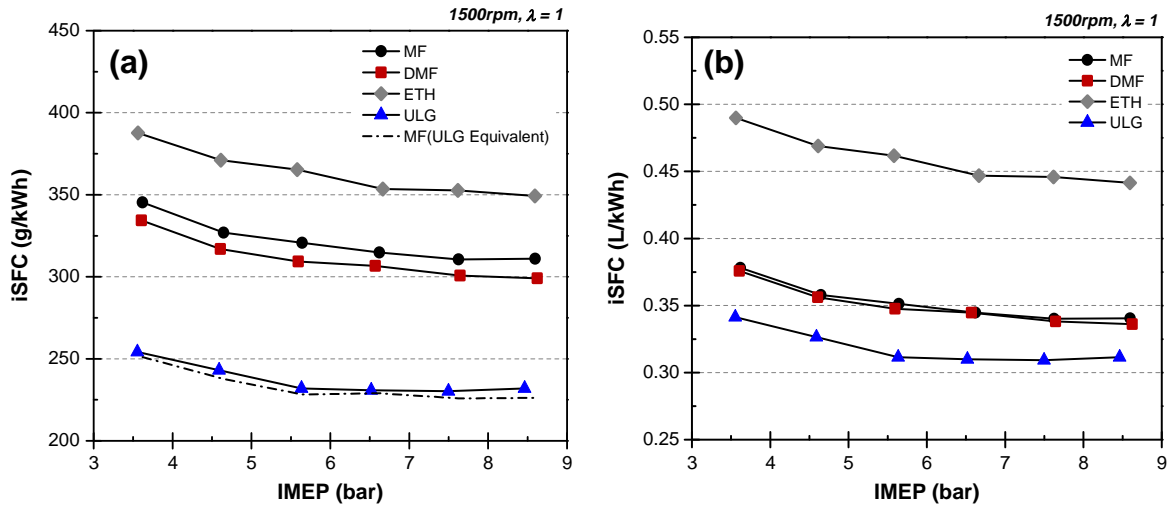 1500rpm, λ = 1
(a)
MF
DMF
ETH
ULG
MF(ULG Equivalent)
450
400
350
300
250
200
iSFC (g/kWh)
3 4 5 6 7 8 9
IMEP (bar)
1500rpm, λ = 1
(b)
MF
DMF
ETH
ULG
0.55
0.50
0.45
0.40
0.35
0.30
0.25
iSFC (L/kWh)
3 4 5 6 7 8 9
IMEP (bar)